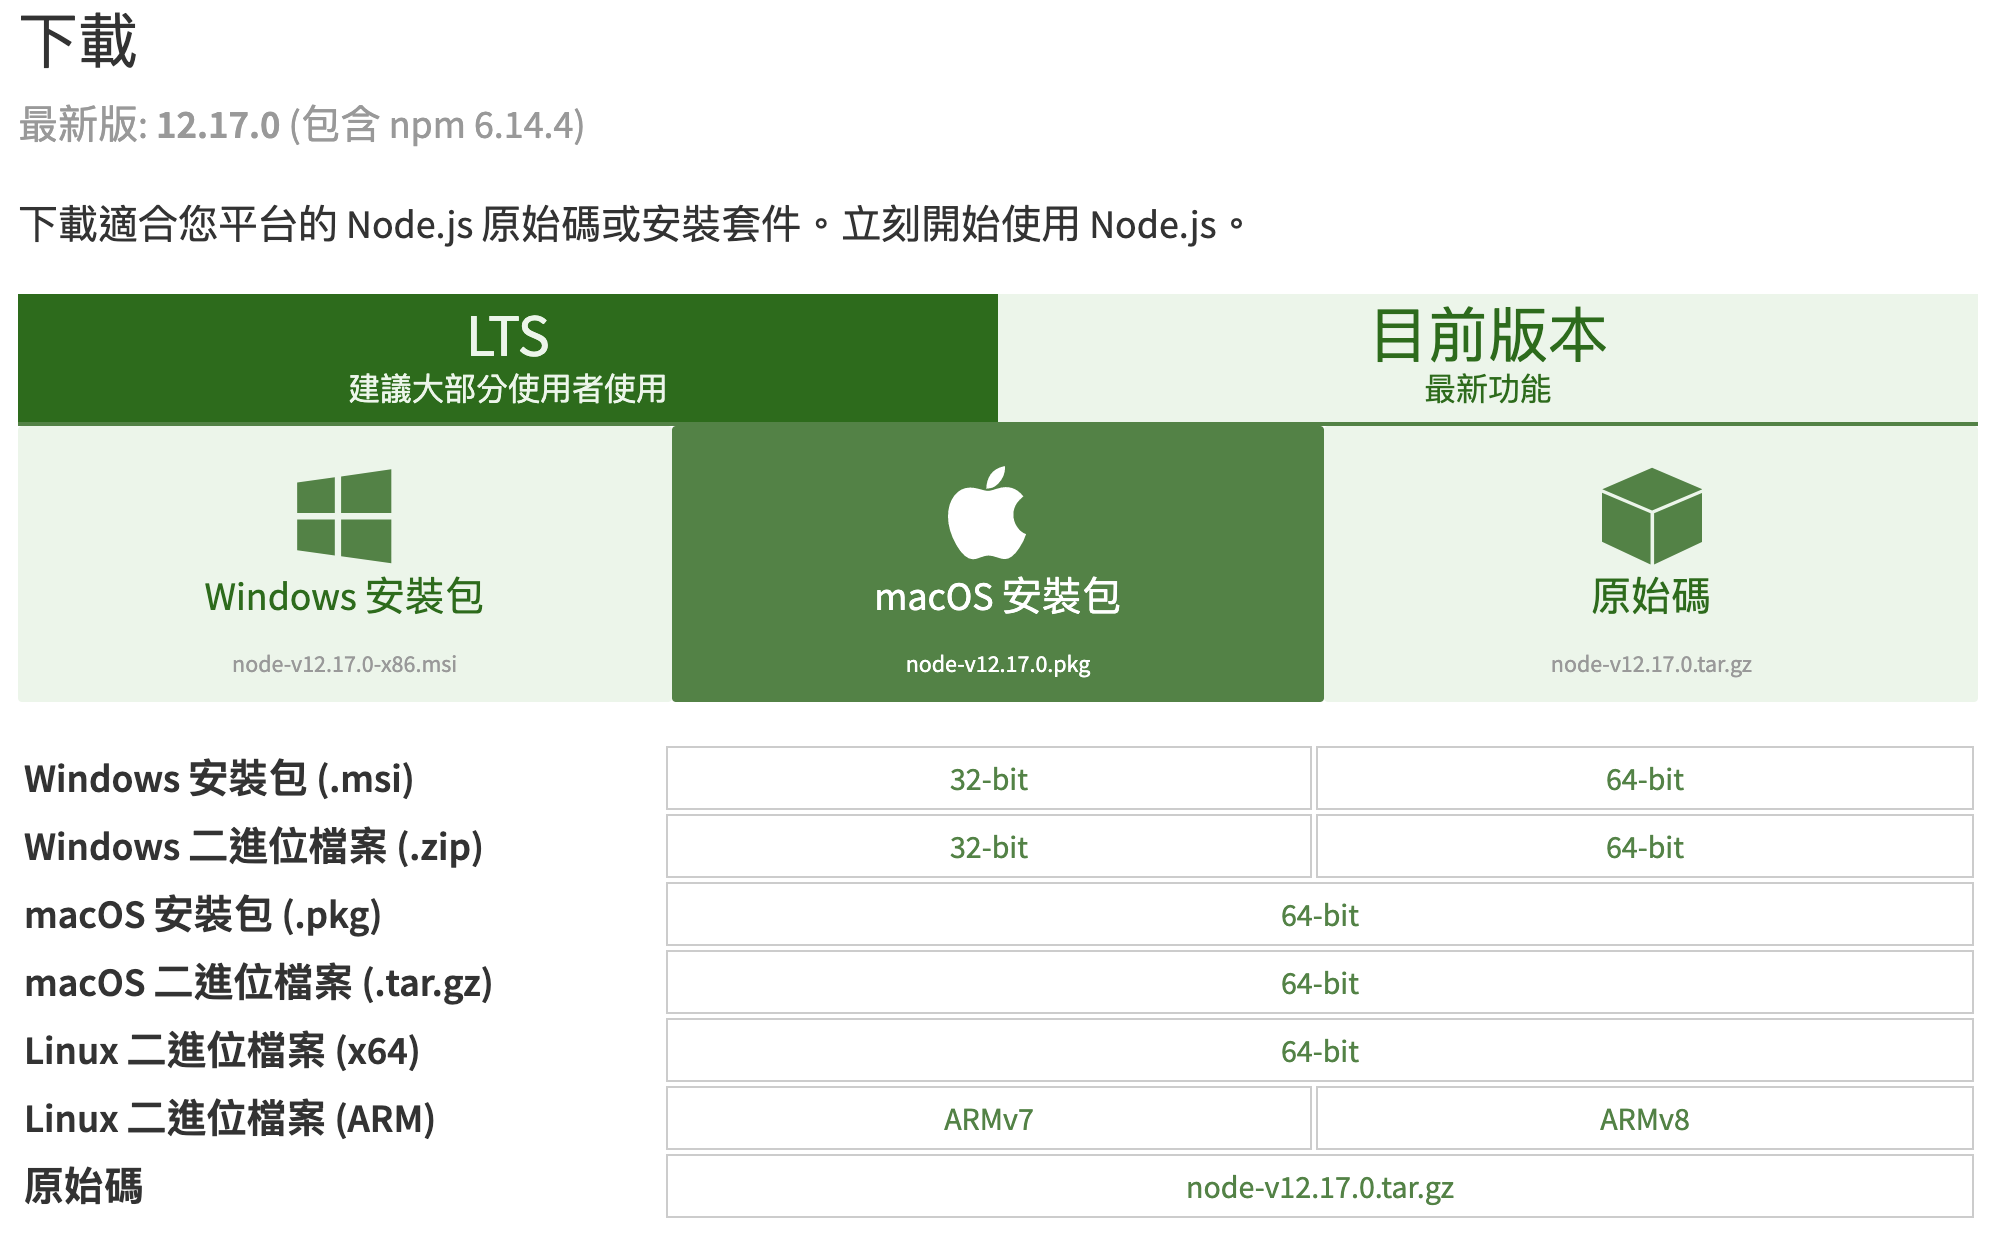 下載
最新版: 12.17.0 (包含 npm 6.14.4)
下載適合您平台的 Node.js 原始碼或安裝套件。立刻開始使用 Node.js。
LTS
建議大部分使用者使用
目前版本
最新功能
Windows 安裝包
node-v12.17.0-x86.msi
macOS 安裝包
node-v12.17.0.pkg
原始碼
node-v12.17.0.tar.gz
Windows 安裝包 (.msi) 32-bit 64-bit
Windows 二進位檔案 (.zip) 32-bit 64-bit
macOS 安裝包 (.pkg) 64-bit
macOS 二進位檔案 (.tar.gz) 64-bit
Linux 二進位檔案 (x64) 64-bit
Linux 二進位檔案 (ARM) ARMv7 ARMv8
原始碼 node-v12.17.0.tar.gz